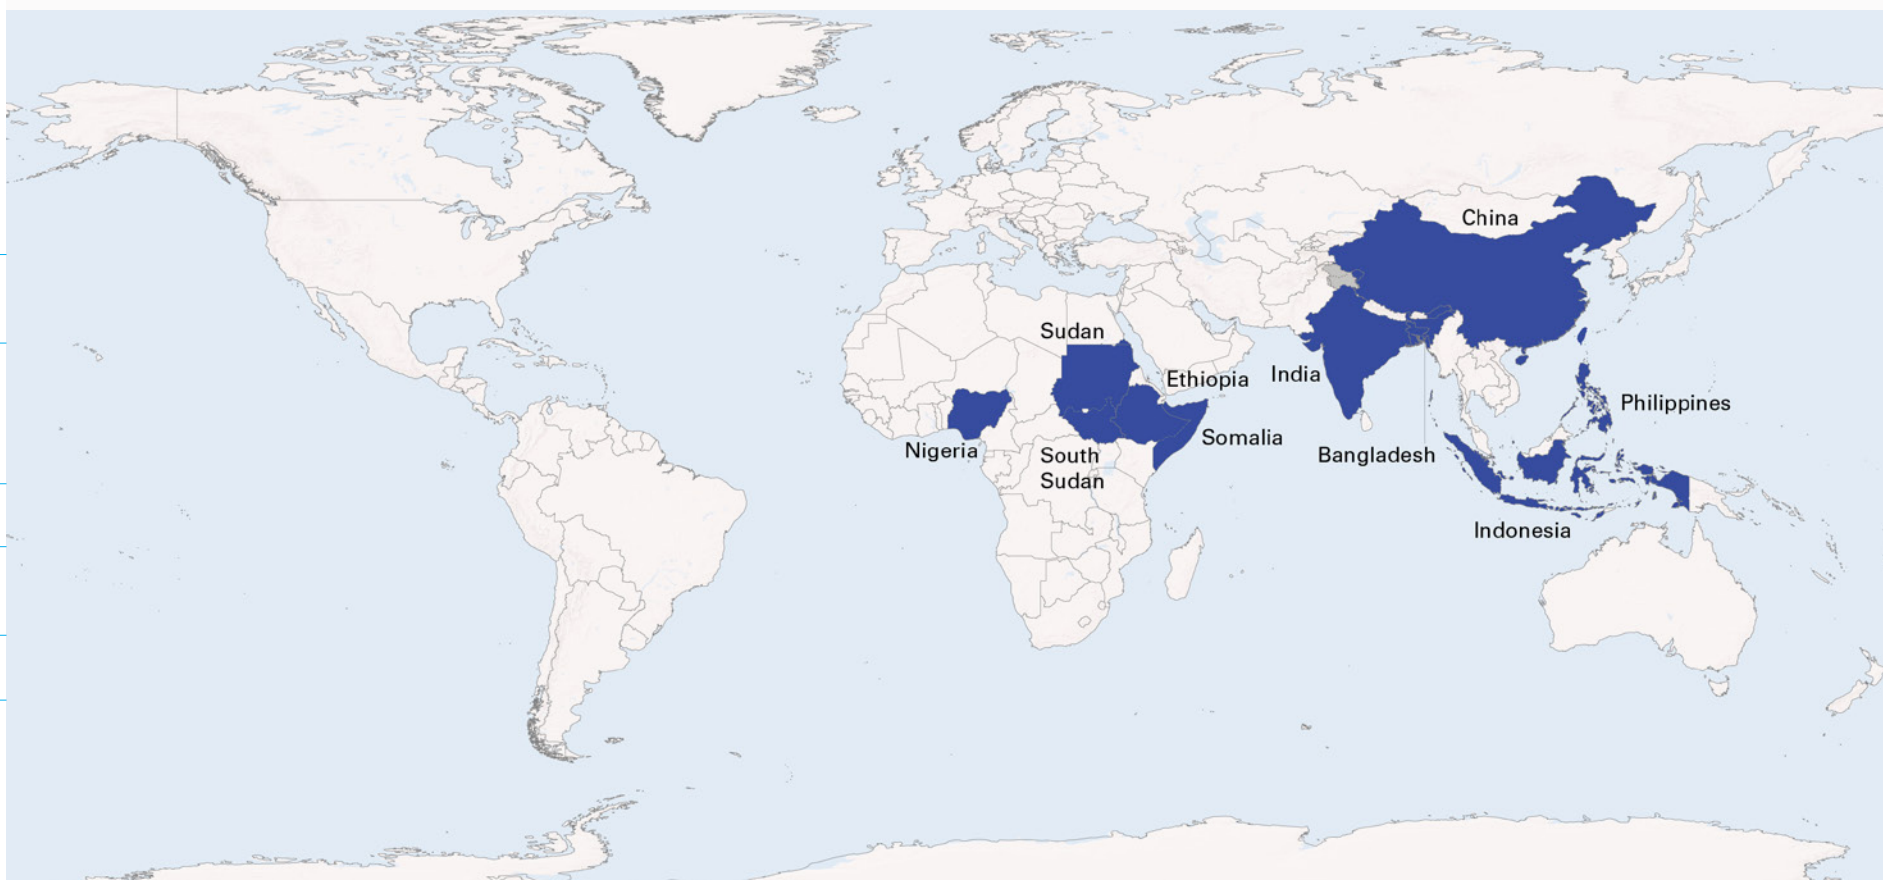 China
Sudan
Ethiopia
India
Philippines
Nigeria
Somalia
South
Sudan
Bangladesh
Indonesia